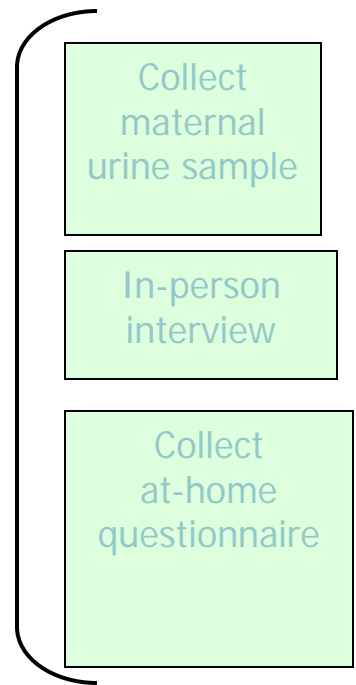 Collect
maternal
urine sample
In-person
interview
Collect
at-home
questionnaire